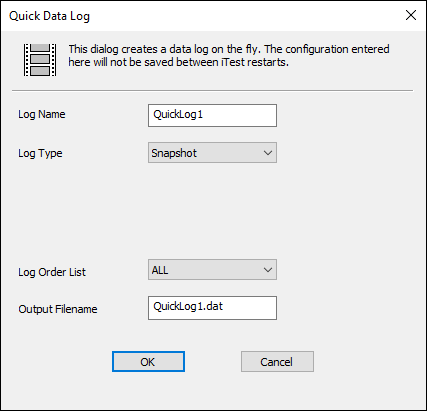 Quick Data Log
This dialog creates a data log on the fly. The configuration entered
here will not be saved between iTest restarts.
Log Name QuickLog1
Log Type Snapshot
Log Order List ALL
Output Filename QuickLog1.dat
OK Cancel